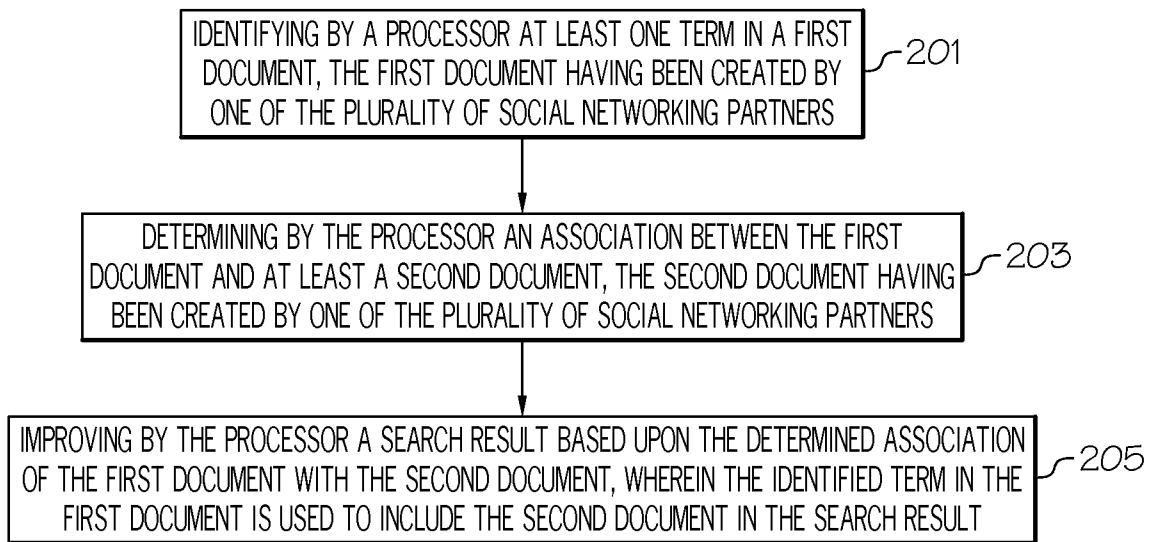 IDENTIFYING BY A PROCESSOR AT LEAST ONE TERM IN A FIRST
DOCUMENT, THE FIRST DOCUMENT HAVING BEEN CREATED BY
ONE OF THE PLURALITY OF SOCIAL NETWORKING PARTNERS
201
DETERMINING BY THE PROCESSOR AN ASSOCIATION BETWEEN THE FIRST
DOCUMENT AND AT LEAST A SECOND DOCUMENT, THE SECOND DOCUMENT HAVING
BEEN CREATED BY ONE OF THE PLURALITY OF SOCIAL NETWORKING PARTNERS
203
IMPROVING BY THE PROCESSOR A SEARCH RESULT BASED UPON THE DETERMINED ASSOCIATION
OF THE FIRST DOCUMENT WITH THE SECOND DOCUMENT, WHEREIN THE IDENTIFIED TERM IN THE
FIRST DOCUMENT IS USED TO INCLUDE THE SECOND DOCUMENT IN THE SEARCH RESULT
205